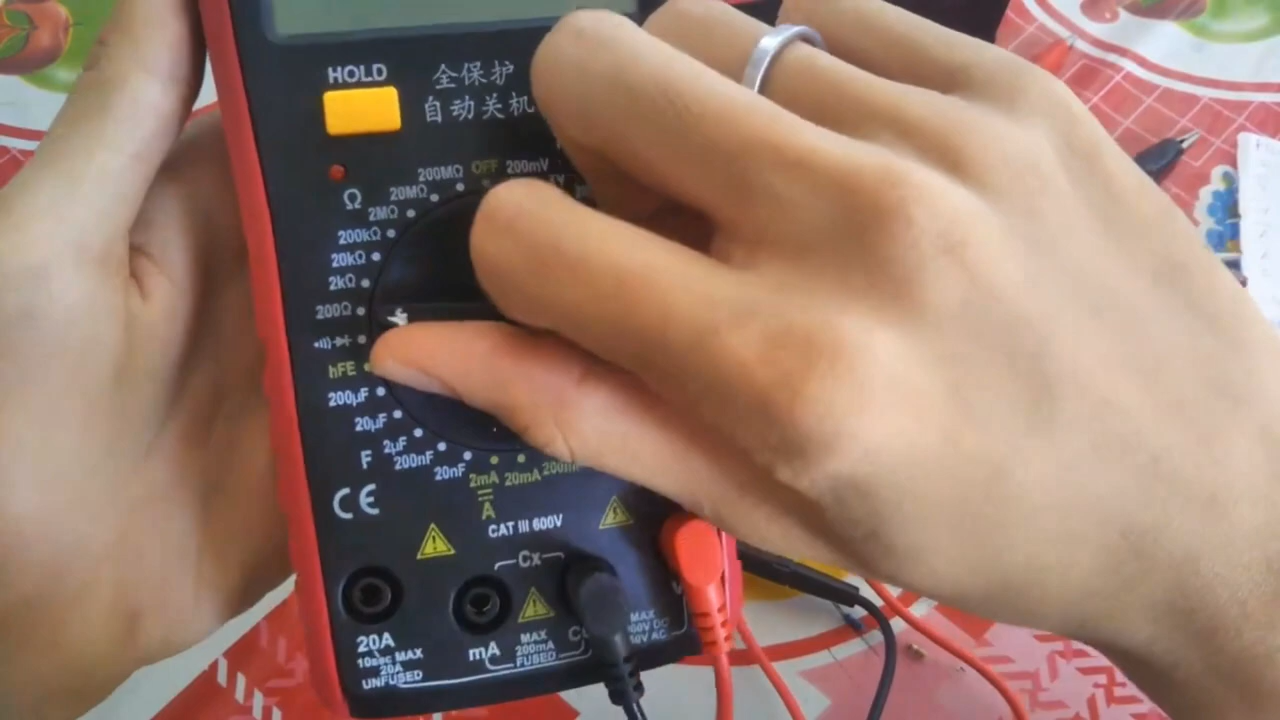 HOLD
全保护
自动关机
OFF
200mV
200MΩ
20MΩ
Ω
2MΩ
200kΩ
20kΩ
2kΩ
200Ω
hFE
200μF
20μF
2μF
F
200nF
20nF
2mA
20mA
A
CE
CAT III 600V
Cx
20A
10sec MAX
20A
UNFUSED
mA
MAX
200mA
FUSED
MAX